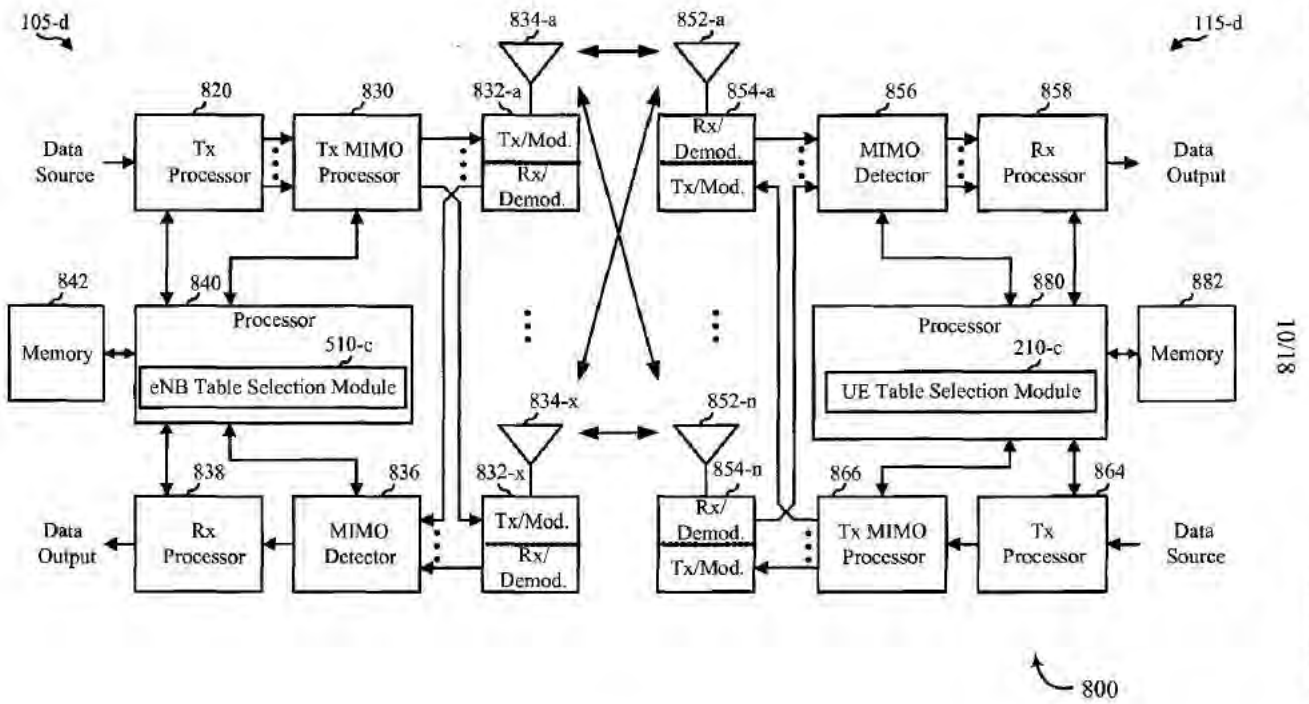 105-d
834-a
852-a
115-d
820
830
832-a
854-a
856
858
Data
Source
Tx
Processor
Tx MIMO
Processor
Tx/Mod.
Rx/
Demod.
Rx/
Demod.
Tx/Mod.
MIMO
Detector
Rx
Processor
Data
Output
842
840
880
882
Memory
Processor
510-c
eNB Table Selection Module
Processor
210-c
UE Table Selection Module
Memory
10/18
834-x
852-n
838
836
832-x
854-n
866
864
Data
Output
Rx
Processor
MIMO
Detector
Tx/Mod.
Rx/
Demod.
Rx/
Demod.
Tx/Mod.
Tx MIMO
Processor
Tx
Processor
Data
Source
800